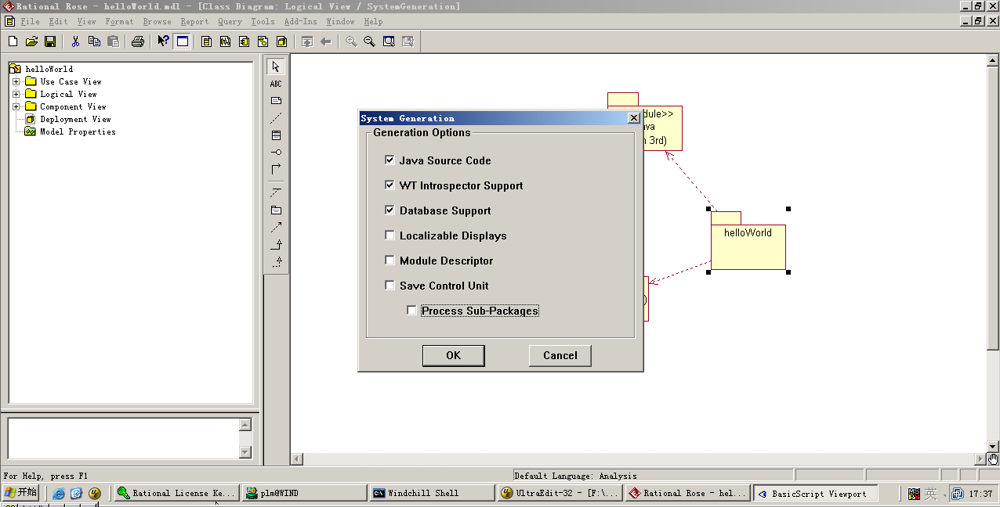 Rational Rose - helloWorld.mdl - [Class Diagram: Logical View / SystemGeneration]
File Edit View Format Browse Report Query Tools Add-Ins Window Help
helloWorld
Use Case View
Logical View
Component View
Deployment View
Model Properties
ABC
dule>>
va
n 3rd)
helloWorld
)
System Generation
Generation Options
Java Source Code
WT Introspector Support
Database Support
Localizable Displays
Module Descriptor
Save Control Unit
Process Sub-Packages
OK Cancel
For Help, press F1
Default Language: Analysis
开始
Rational License Ke...
plm@WIND
Windchill Shell
UltraEdit-32 - [F:\...
Rational Rose - hel...
BasicScript Viewport
英
17:37